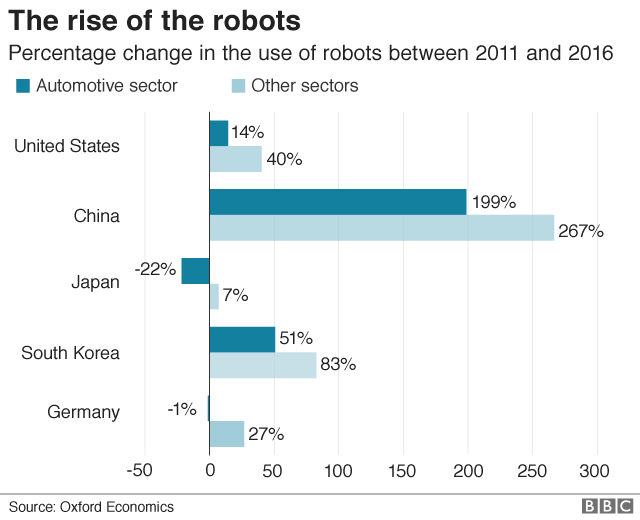 The rise of the robots
Percentage change in the use of robots between 2011 and 2016
Automotive sector Other sectors
United States 14%
40%
China 199%
267%
Japan -22%
7%
South Korea 51%
83%
Germany -1%
27%
-50 0 50 100 150 200 250 300
Source: Oxford Economics BBC